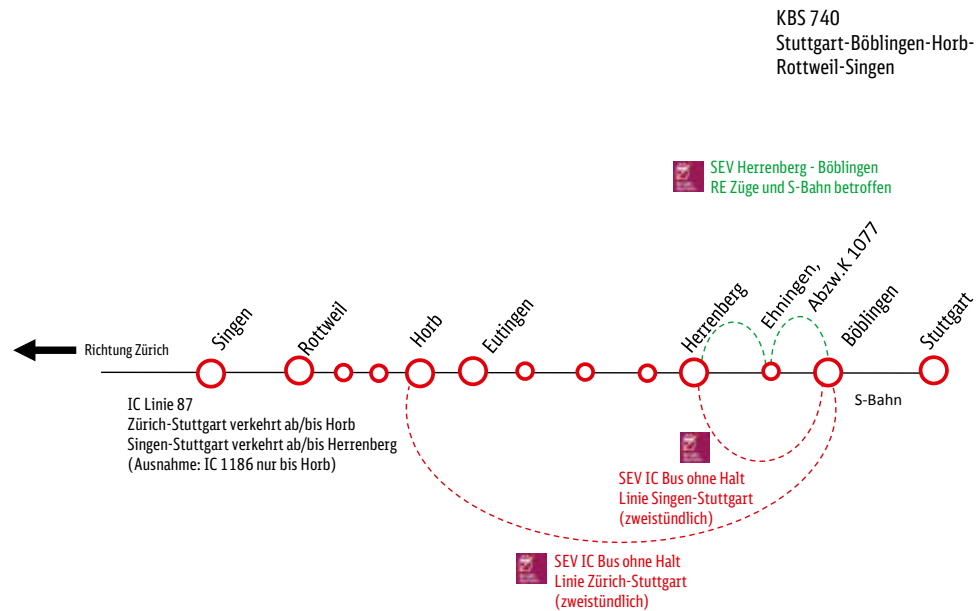 KBS 740
Stuttgart-Böblingen-Horb-
Rottweil-Singen
SEV Herrenberg - Böblingen
RE Züge und S-Bahn betroffen
Singen
Rottweil
Horb
Eutingen
Herrenberg
Ehningen,
Abzw.K 1077
Böblingen
Stuttgart
Richtung Zürich
S-Bahn
IC Linie 87
Zürich-Stuttgart verkehrt ab/bis Horb
Singen-Stuttgart verkehrt ab/bis Herrenberg
(Ausnahme: IC 1186 nur bis Horb)
SEV IC Bus ohne Halt
Linie Singen-Stuttgart
(zweistündlich)
SEV IC Bus ohne Halt
Linie Zürich-Stuttgart
(zweistündlich)